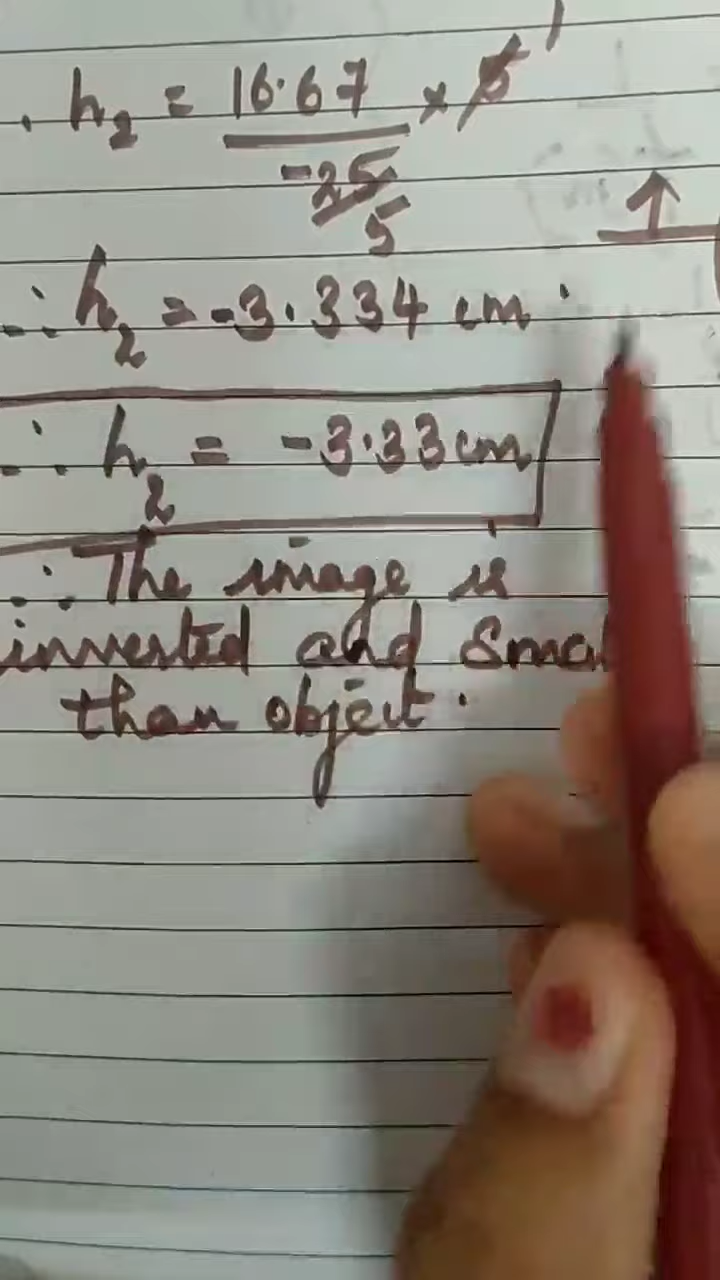 . h₂ = 16.67 / -25 × 5 1
5
∴ h₂ = -3.334 cm.
∴ h₂ = -3.33 cm
∴ The image is
inverted and
than object.